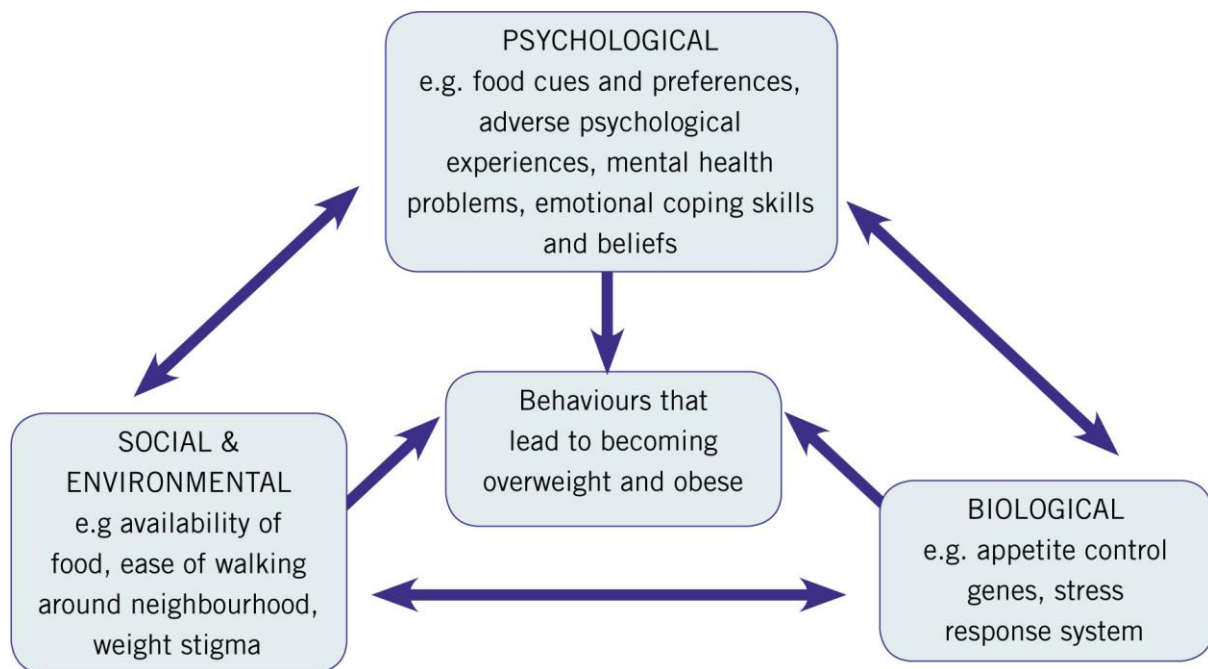 PSYCHOLOGICAL
e.g. food cues and preferences,
adverse psychological
experiences, mental health
problems, emotional coping skills
and beliefs
Behaviours that
lead to becoming
overweight and obese
SOCIAL &
ENVIRONMENTAL
e.g availability of
food, ease of walking
around neighbourhood,
weight stigma
BIOLOGICAL
e.g. appetite control
genes, stress
response system